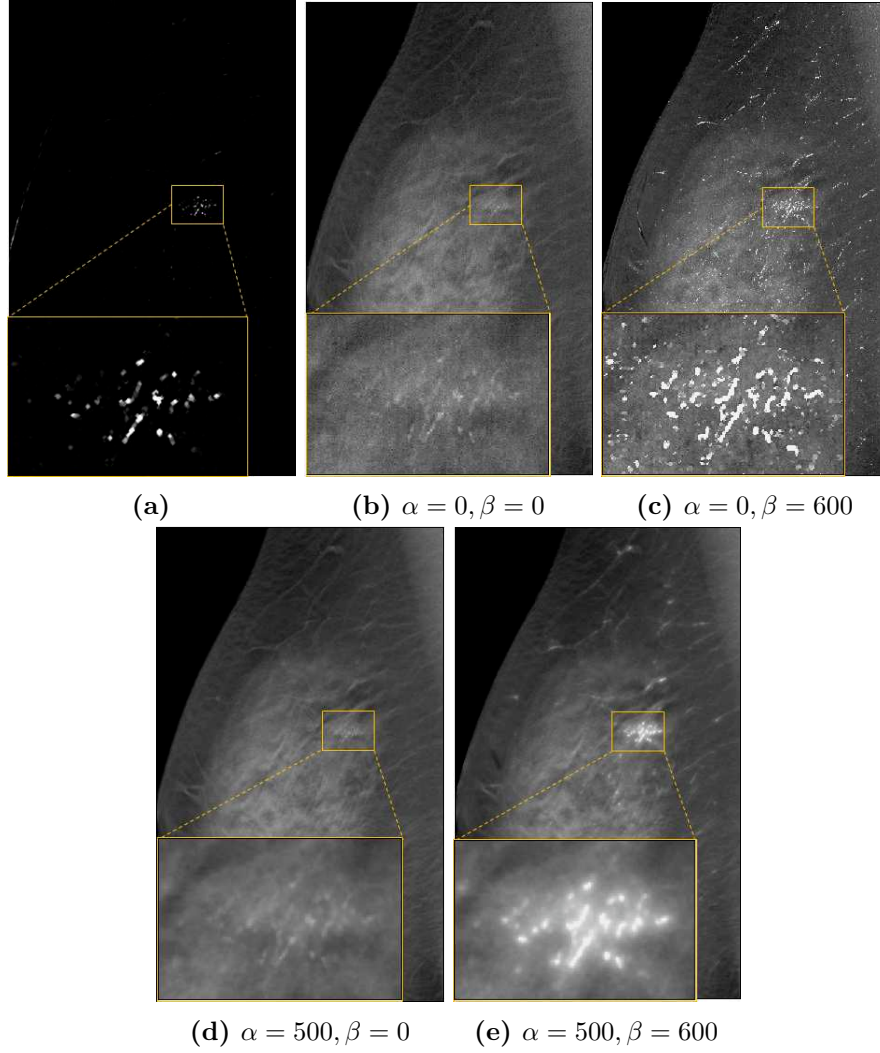 (a)
(b) α = 0, β = 0
(c) α = 0, β = 600
(d) α = 500, β = 0
(e) α = 500, β = 600